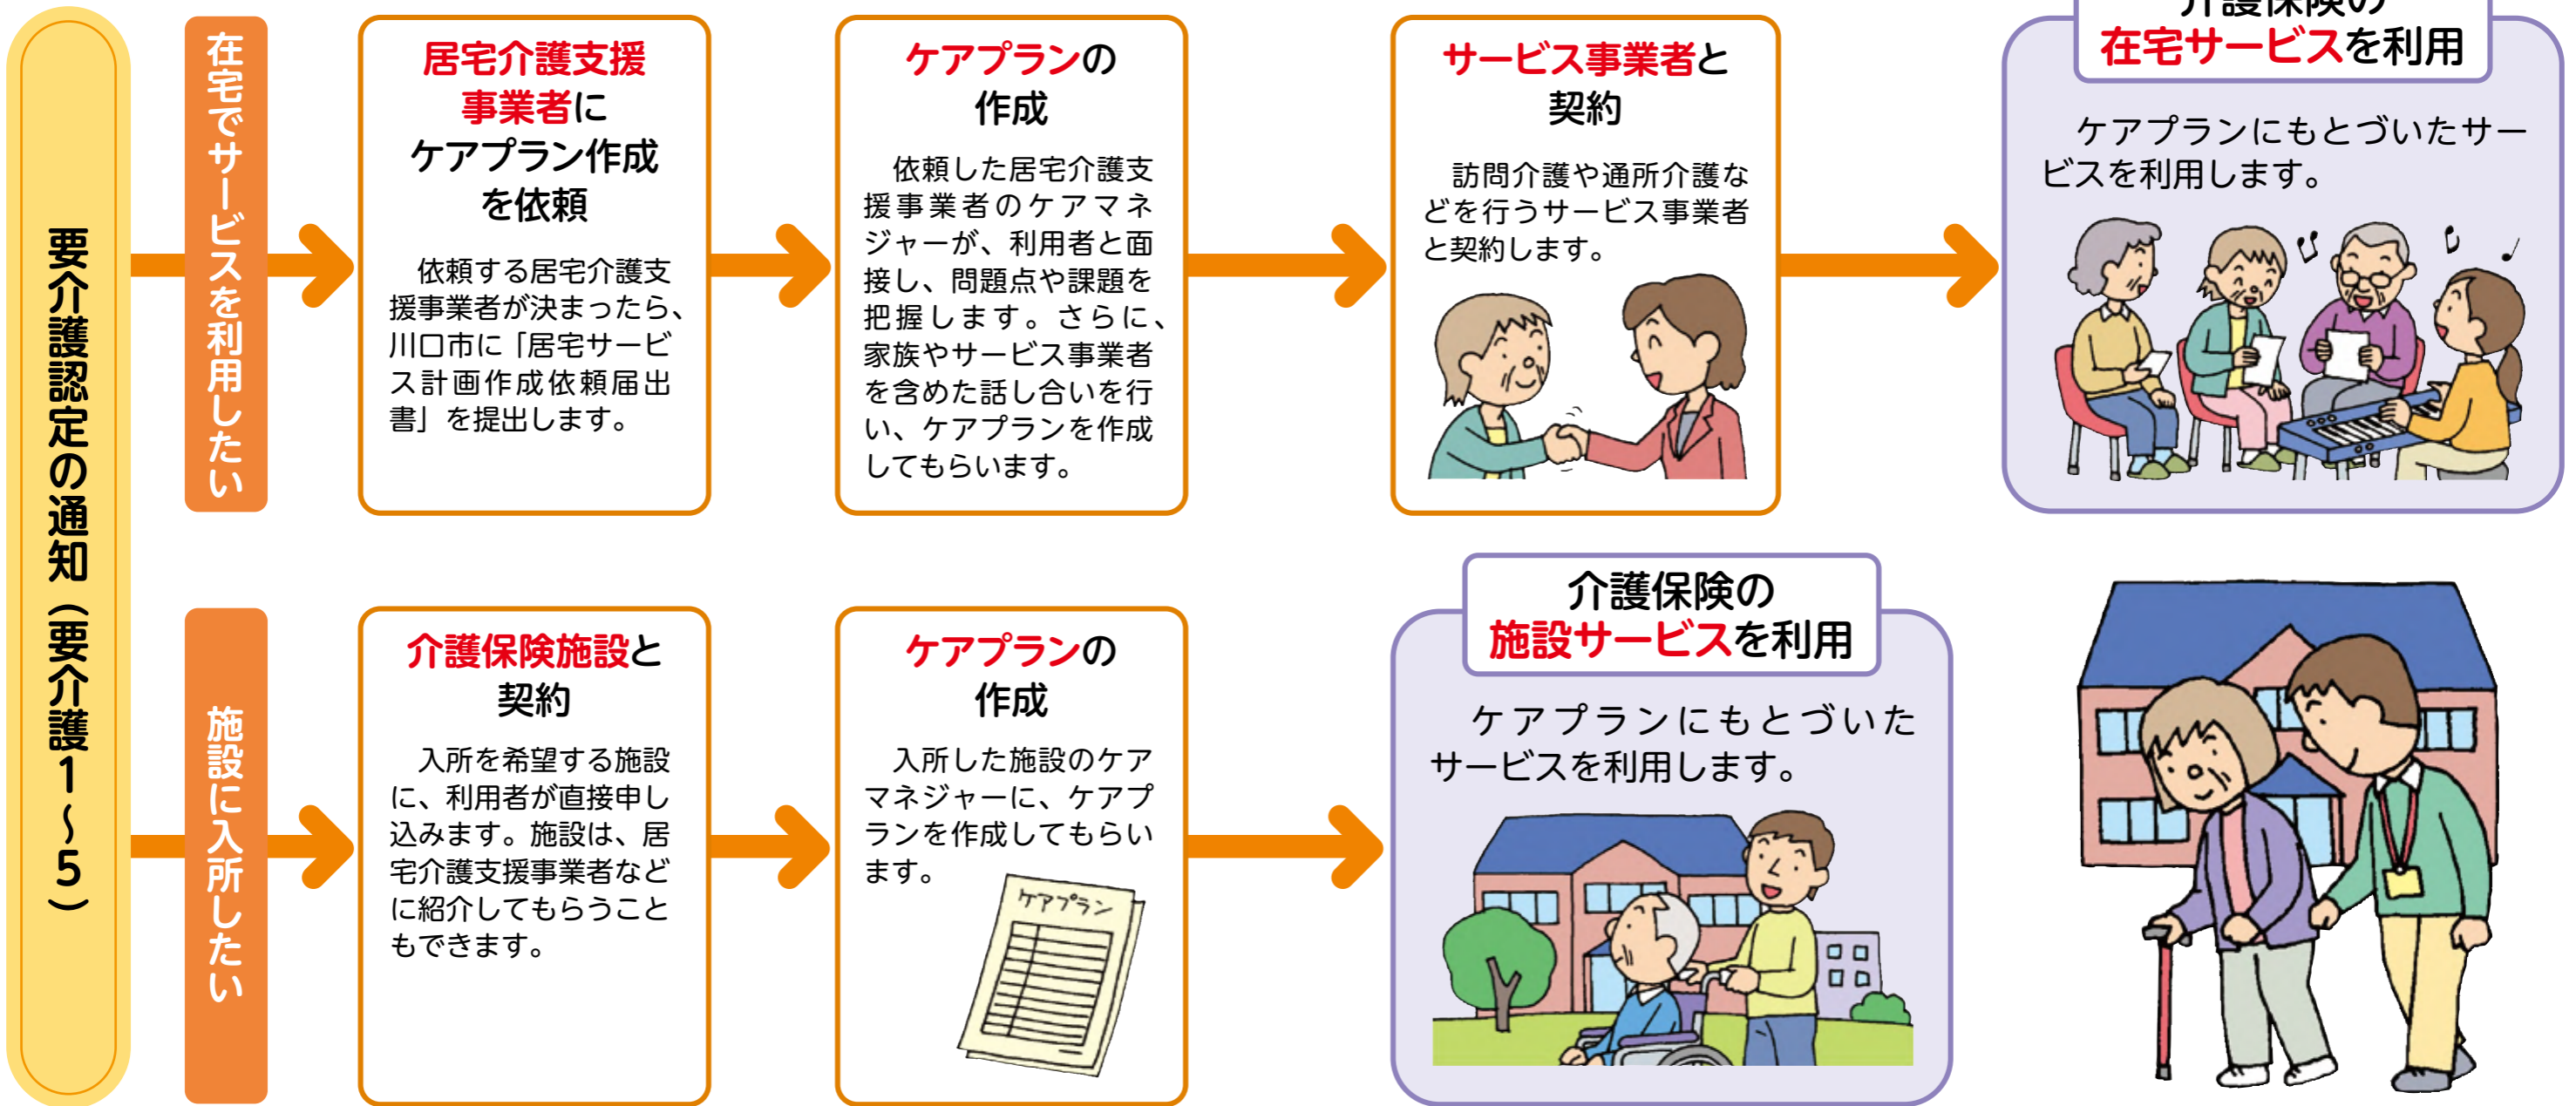 要介護認定の通知（要介護1～5）
在宅でサービスを利用したい
居宅介護支援
事業者に
ケアプラン作成
を依頼
依頼する居宅介護支
援事業者が決まったら、
川口市に「居宅サービ
ス計画作成依頼届出
書」を提出します。
ケアプランの
作成
依頼した居宅介護支
援事業者のケアマネ
ジャーが、利用者と面
接し、問題点や課題を
把握します。さらに、
家族やサービス事業者
を含めた話し合いを行
い、ケアプランを作成
してもらいます。
サービス事業者と
契約
訪問介護や通所介護な
どを行うサービス事業者
と契約します。
介護保険の
在宅サービスを利用
ケアプランにもとづいたサー
ビスを利用します。
施設に入所したい
介護保険施設と
契約
入所を希望する施設
に、利用者が直接申し
込みます。施設は、居
宅介護支援事業者など
に紹介してもらうこと
もできます。
ケアプランの
作成
入所した施設のケア
マネジャーに、ケアプ
ランを作成してもらい
ます。
ケアプラン
介護保険の
施設サービスを利用
ケアプランにもとづいた
サービスを利用します。